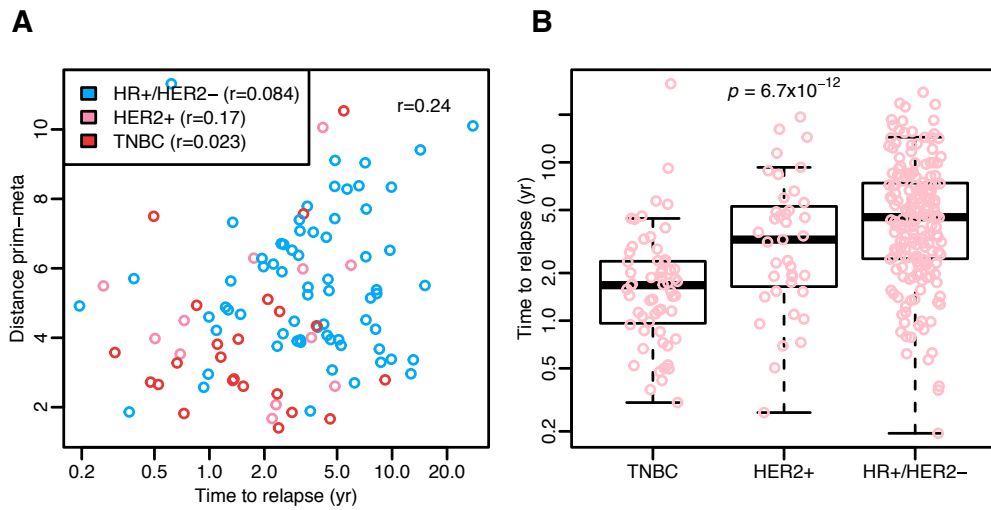 A
HR+/HER2− (r=0.084)
HER2+ (r=0.17)
TNBC (r=0.023)
r=0.24
Distance prim−meta
10
8
6
4
2
0.2 0.5 1.0 2.0 5.0 10.0
Time to relapse (yr)
B
p = 6.7x10−12
Time to relapse (yr)
10.0
5.0
2.0
1.0
0.5
0.2
TNBC HER2+ HR+/HER2−